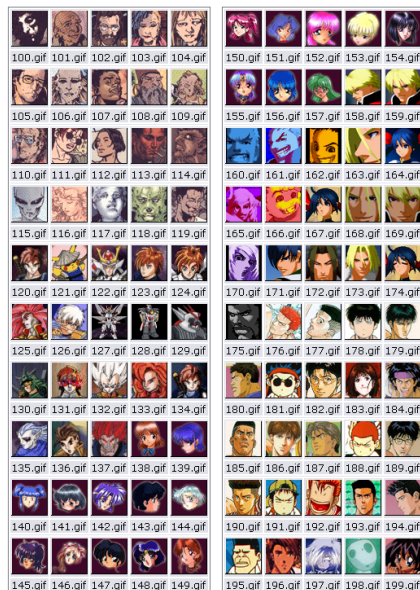 100.gif 101.gif 102.gif 103.gif 104.gif
105.gif 106.gif 107.gif 108.gif 109.gif
110.gif 111.gif 112.gif 113.gif 114.gif
115.gif 116.gif 117.gif 118.gif 119.gif
120.gif 121.gif 122.gif 123.gif 124.gif
125.gif 126.gif 127.gif 128.gif 129.gif
130.gif 131.gif 132.gif 133.gif 134.gif
135.gif 136.gif 137.gif 138.gif 139.gif
140.gif 141.gif 142.gif 143.gif 144.gif
145.gif 146.gif 147.gif 148.gif 149.gif
150.gif 151.gif 152.gif 153.gif 154.gif
155.gif 156.gif 157.gif 158.gif 159.gif
160.gif 161.gif 162.gif 163.gif 164.gif
165.gif 166.gif 167.gif 168.gif 169.gif
170.gif 171.gif 172.gif 173.gif 174.gif
175.gif 176.gif 177.gif 178.gif 179.gif
180.gif 181.gif 182.gif 183.gif 184.gif
185.gif 186.gif 187.gif 188.gif 189.gif
190.gif 191.gif 192.gif 193.gif 194.gif
195.gif 196.gif 197.gif 198.gif 199.gif